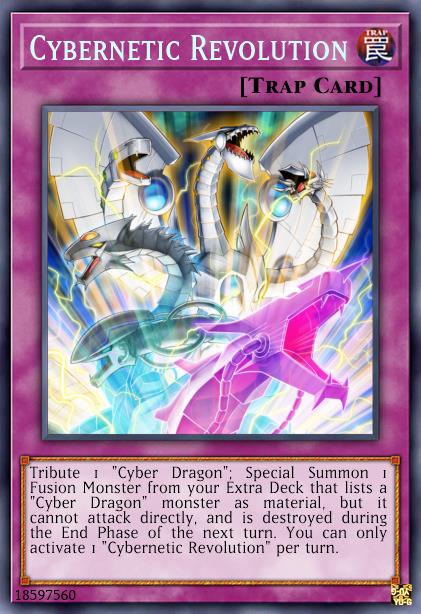 CYBERNETIC REVOLUTION
TRAP
罠
[TRAP CARD]
Tribute 1 "Cyber Dragon"; Special Summon 1
Fusion Monster from your Extra Deck that lists a
"Cyber Dragon" monster as material, but it
cannot attack directly, and is destroyed during
the End Phase of the next turn. You can only
activate 1 "Cybernetic Revolution" per turn.
18597560